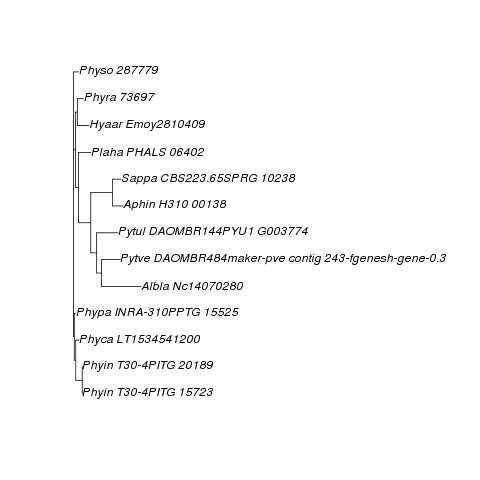 Physo 287779
Phyra 73697
Hyaar Emoy2810409
Plaha PHALS 06402
Sappa CBS223.65SPRG 10238
Aphin H310 00138
Pytul DAOMBR144PYU1 G003774
Pytve DAOMBR484maker-pve contig 243-fgenesh-gene-0.3
Albla Nc14070280
Phypa INRA-310PPTG 15525
Phyca LT1534541200
Phyin T30-4PITG 20189
Phyin T30-4PITG 15723